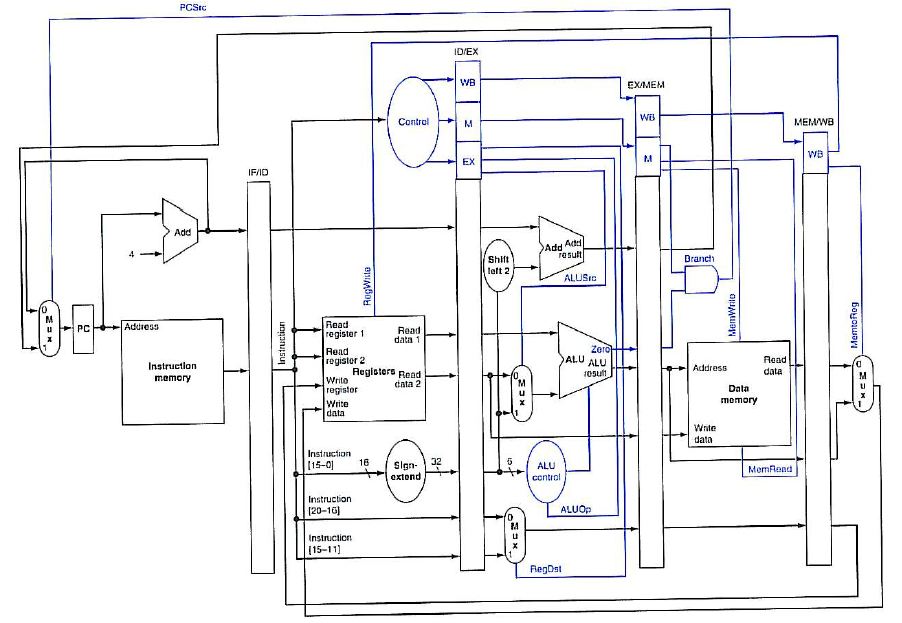 PCSrc
ID/EX
WB
EX/MEM
Control
M
WB
MEM/WB
EX
M
WB
IF/ID
Add
4
Add Add
result
Shift
left 2
ALUSrc
Branch
RegWrite
MemWrite
MemtoReg
0
M
u
x
1
PC
Address
Instruction
memory
Instruction
Read
register 1
Read
register 2
Registers
Write
register
Write
data
Read
data 1
Read
data 2
0
M
u
x
1
Zero
ALU ALU
result
Address
Read
data
Data
memory
Write
data
MemRead
0
M
u
x
1
Instruction
[15–0]
16
Sign-
extend
32
6
ALU
control
ALUOp
Instruction
[20–16]
Instruction
[15–11]
0
M
u
x
1
RegDst